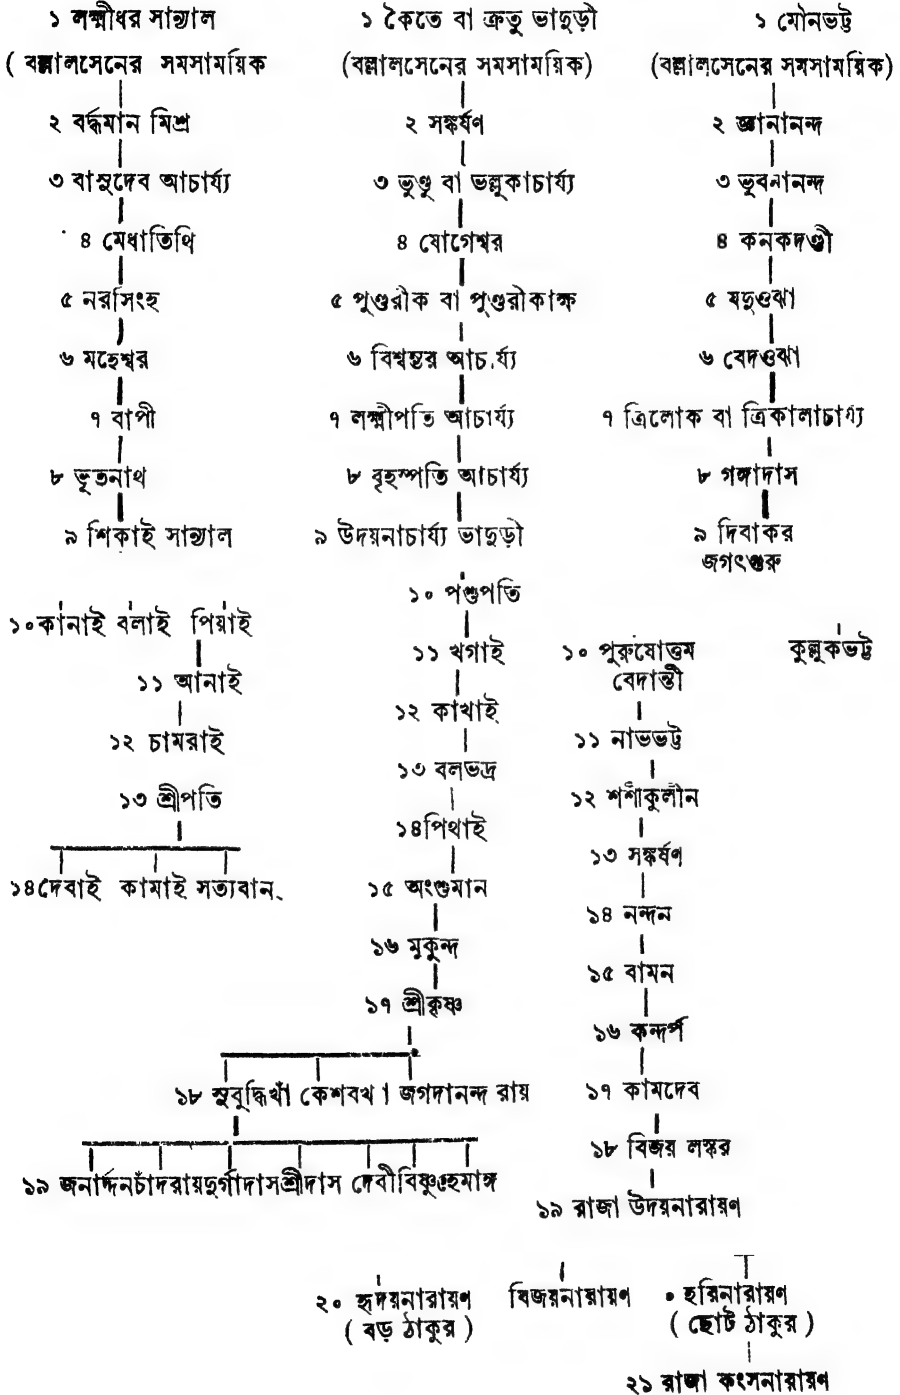 ১ লক্ষ্মীধর সান্যাল
(বল্লালসেনের সমসাময়িক
২ বর্দ্ধমান মিশ্র
৩ বাসুদেব আচার্য্য
৪ মেধাতিথি
৫ নরসিংহ
৬ মহেশ্বর
৭ বাপী
৮ ভূতনাথ
৯ শিকাই সান্যাল
১০ কানাই বলাই পিয়াই
১১ আনাই
১২ চামরাই
১৩ শ্রীপতি
১৪ দেবাই কামাই সত্যবান
১ কৈতে বা ক্রতু ভাদুড়ী
(বল্লালসেনের সমসাময়িক)
২ সঙ্কর্ষণ
৩ ভুণ্ডু বা ভল্লুকাচার্য্য
৪ যোগেশ্বর
৫ পুণ্ডরীক বা পুণ্ডরীকাক্ষ
৬ বিশ্বম্ভর আচার্য্য
৭ লক্ষ্মীপতি আচার্য্য
৮ বৃহস্পতি আচার্য্য
৯ উদয়নাচার্য্য ভাদুড়ী
১০ পশুপতি
১১ খগাই
১২ কাখাই
১৩ বলভদ্র
১৪ পিথাই
১৫ অংশুমান
১৬ মুকুন্দ
১৭ শ্রীকৃষ্ণ
১৮ সুবুদ্ধিখাঁ কেশবখাঁ জগদানন্দ রায়
১৯ জনার্দ্দন চাঁদরায় দুর্গাদাস শ্রীদাস দেবী বিষ্ণু হেমাঙ্গ
১ মৌনভট্ট
(বল্লালসেনের সমসাময়িক)
২ জ্ঞানানন্দ
৩ ভুবনানন্দ
৪ কনকদণ্ডী
৫ যদুওঝা
৬ বেদওঝা
৭ ত্রিলোক বা ত্রিকালাচার্য্য
৮ গঙ্গাদাস
৯ দিবাকর
জগৎগুরু
১০ পুরুষোত্তম কুল্লুকভট্ট
বেদান্তী
১১ নাভভট্ট
১২ শশাঁকুলীন
১৩ সঙ্কর্ষণ
১৪ নন্দন
১৫ বামন
১৬ কন্দর্প
১৭ কামদেব
১৮ বিজয় লস্কর
১৯ রাজা উদয়নারায়ণ
২০ হৃদয়নারায়ণ বিজয়নারায়ণ ॰ হরিনারায়ণ
(বড় ঠাকুর) (ছোট ঠাকুর)
২১ রাজা কংসনারায়ণ